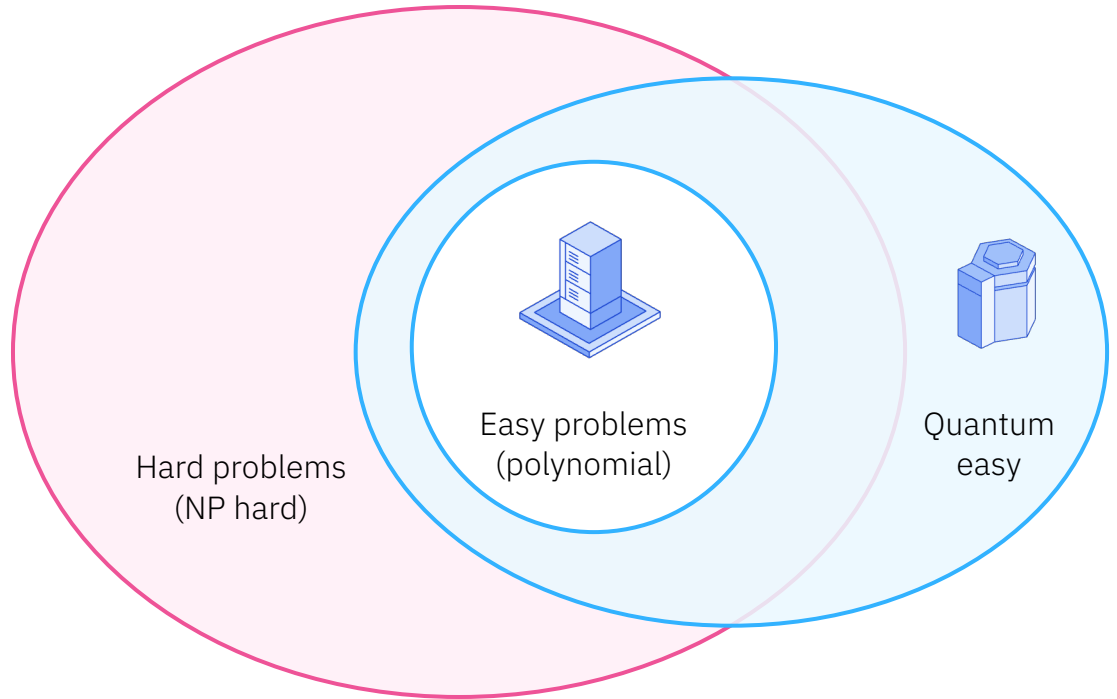 Hard problems
(NP hard)
Easy problems
(polynomial)
Quantum
easy